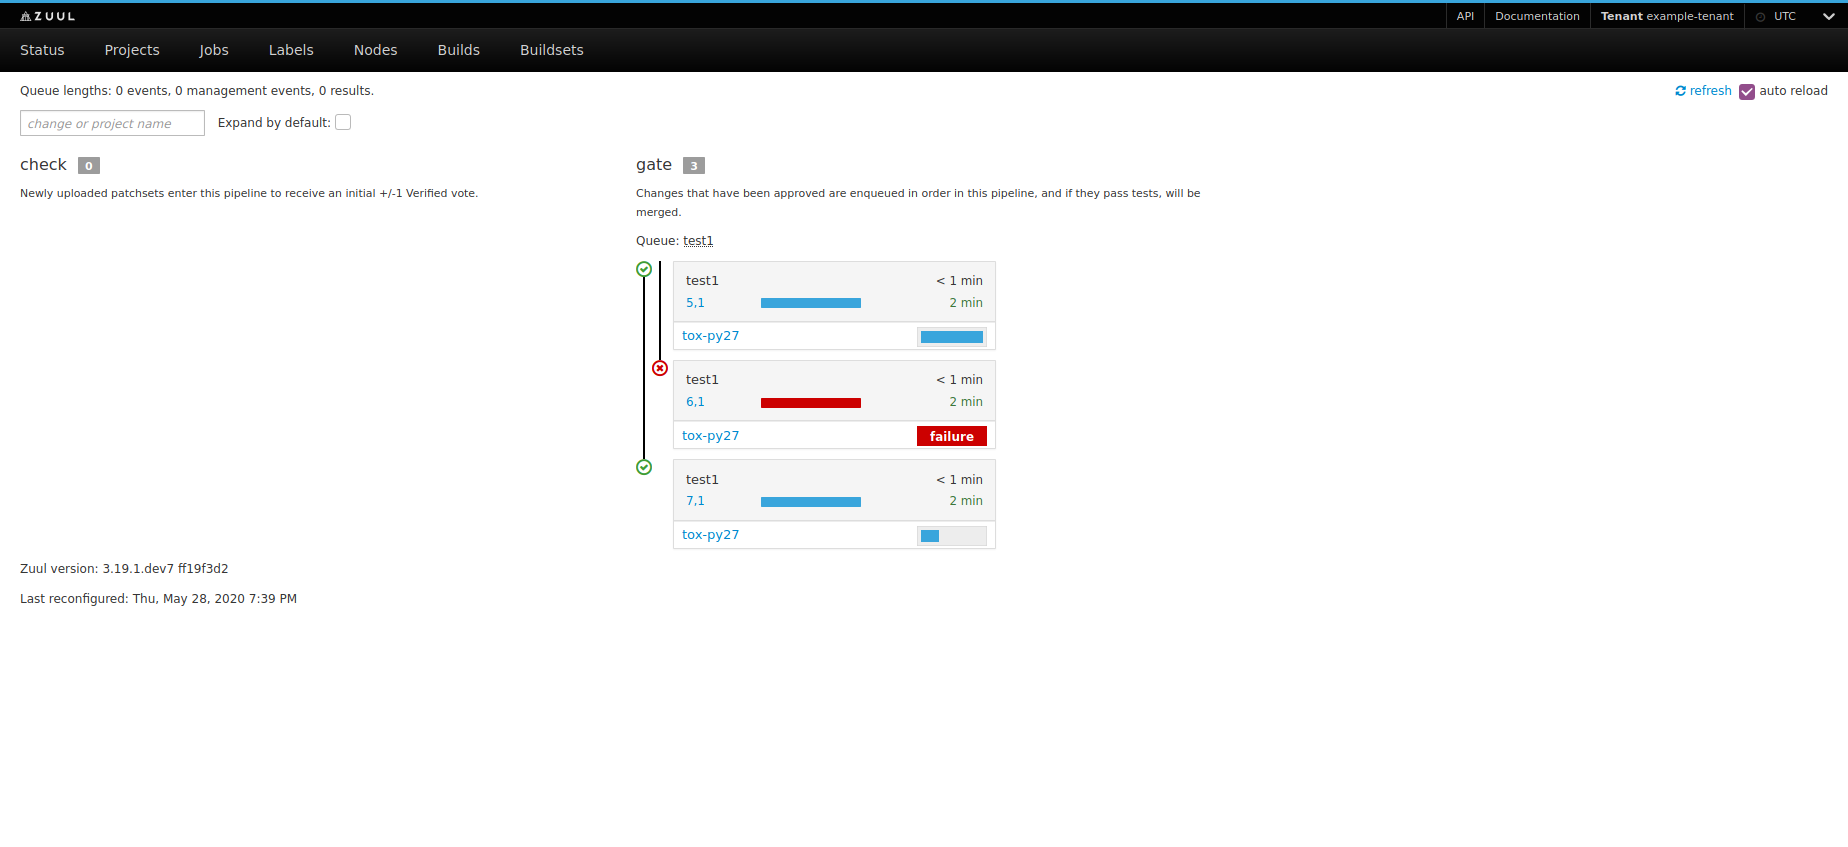 ZUUL
API Documentation Tenant example-tenant UTC
Status Projects Jobs Labels Nodes Builds Buildsets
Queue lengths: 0 events, 0 management events, 0 results.
refresh auto reload
change or project name Expand by default:
check 0
Newly uploaded patchsets enter this pipeline to receive an initial +/-1 Verified vote.
gate 3
Changes that have been approved are enqueued in order in this pipeline, and if they pass tests, will be
merged.
Queue: test1
test1 < 1 min
5,1 2 min
tox-py27
test1 < 1 min
6,1 2 min
tox-py27 failure
test1 < 1 min
7,1 2 min
tox-py27
Zuul version: 3.19.1.dev7 ff19f3d2
Last reconfigured: Thu, May 28, 2020 7:39 PM